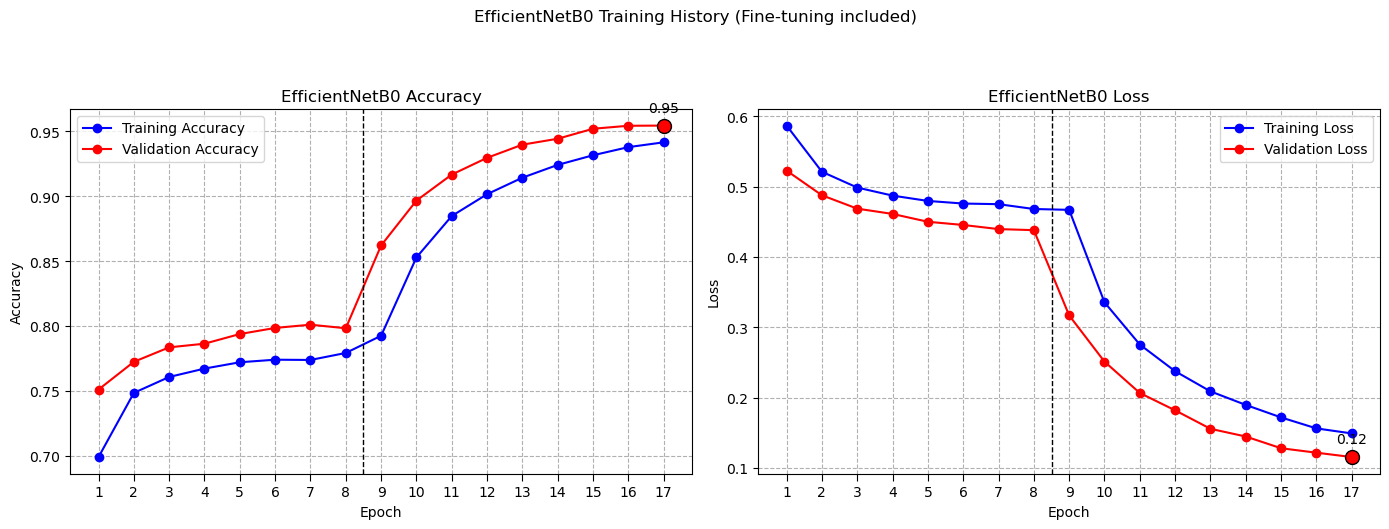 EfficientNetB0 Training History (Fine-tuning included)
EfficientNetB0 Accuracy
0.95
Training Accuracy
Validation Accuracy
0.95
0.90
0.85
0.80
0.75
0.70
Accuracy
1 2 3 4 5 6 7 8 9 10 11 12 13 14 15 16 17
Epoch
EfficientNetB0 Loss
Training Loss
Validation Loss
0.6
0.5
0.4
0.3
0.2
0.1
0.12
Loss
1 2 3 4 5 6 7 8 9 10 11 12 13 14 15 16 17
Epoch